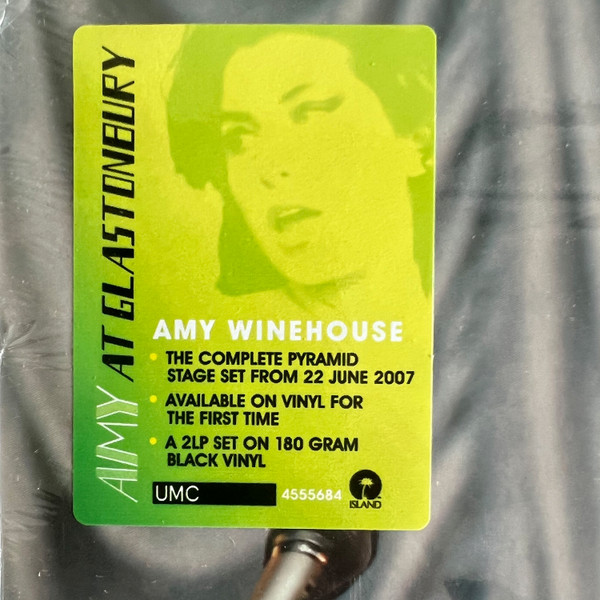 AMY AT GLASTONBURY
AMY WINEHOUSE
• THE COMPLETE PYRAMID
STAGE SET FROM 22 JUNE 2007
• AVAILABLE ON VINYL FOR
THE FIRST TIME
• A 2LP SET ON 180 GRAM
BLACK VINYL
UMC
4555684
ISLAND